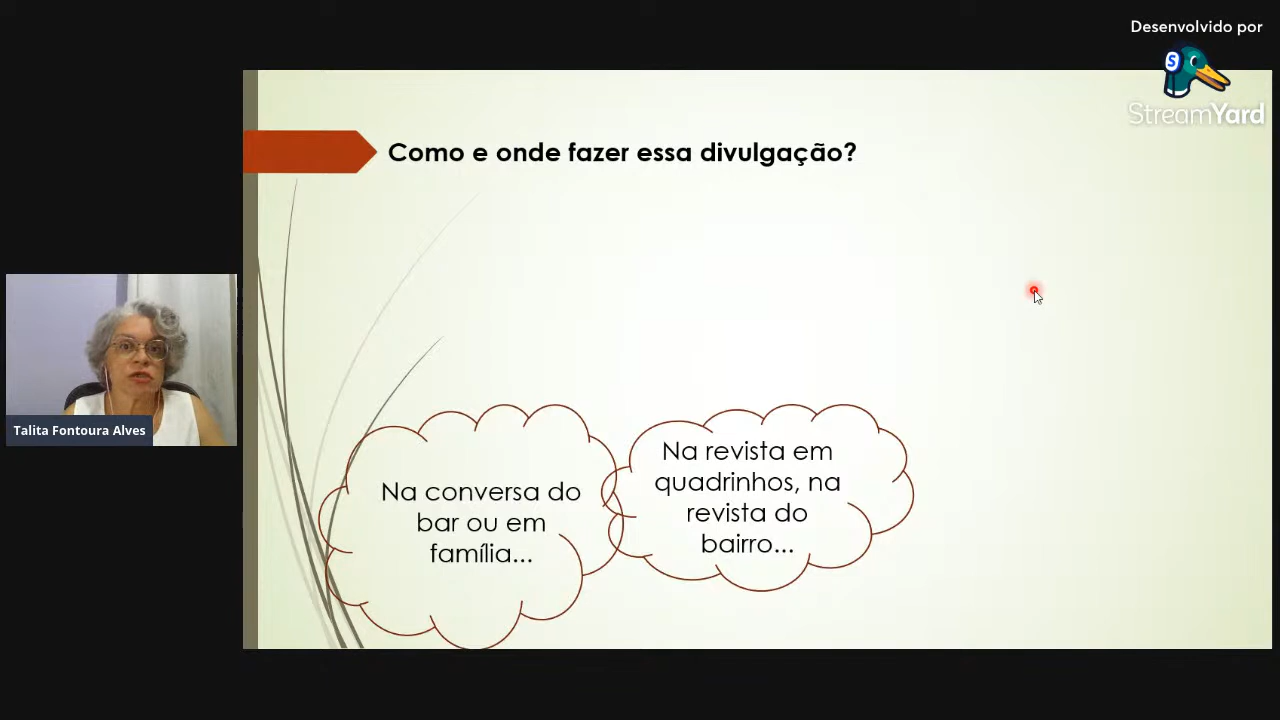 Desenvolvido por
StreamYard
Como e onde fazer essa divulgação?
Talita Fontoura Alves
Na conversa do
bar ou em
família...
Na revista em
quadrinhos, na
revista do
bairro...